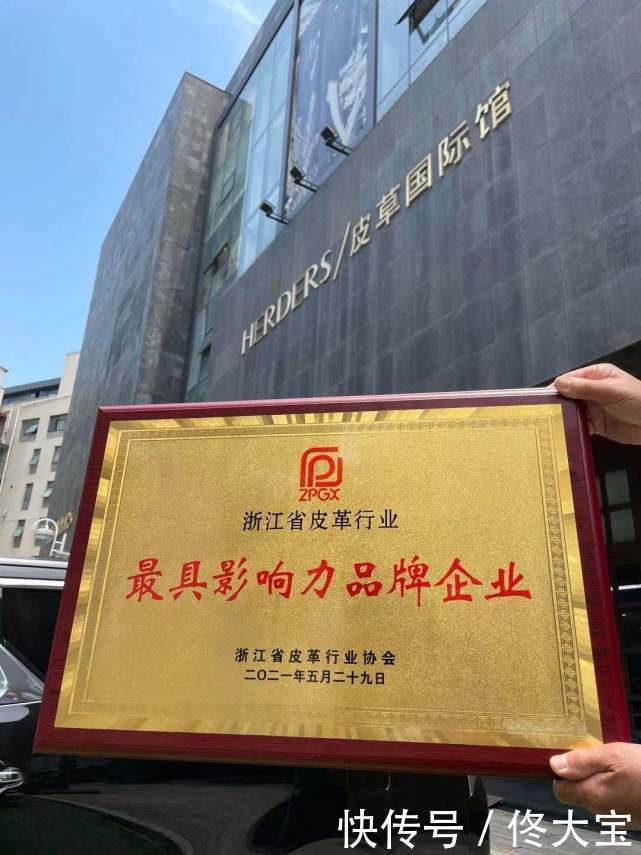 HERDERS/皮草国际馆
ZPGX
浙江省皮革行业
最具影响力品牌企业
浙江省皮革行业协会
二〇二一年五月二十九日
快传号/佟大宝